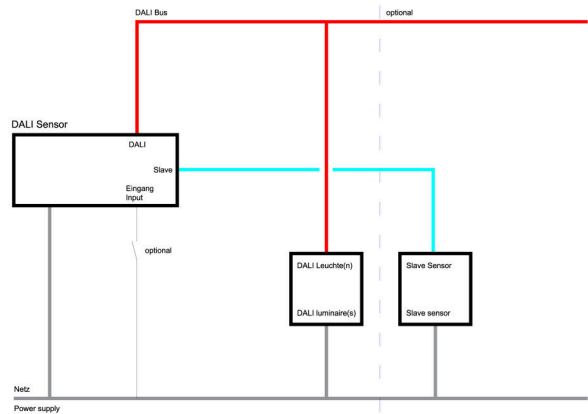 DALI Bus
optional
DALI Sensor
DALI
Slave
Eingang
Input
optional
DALI Leuchte(n)
Slave Sensor
DALI luminaire(s)
Slave sensor
Netz
Power supply